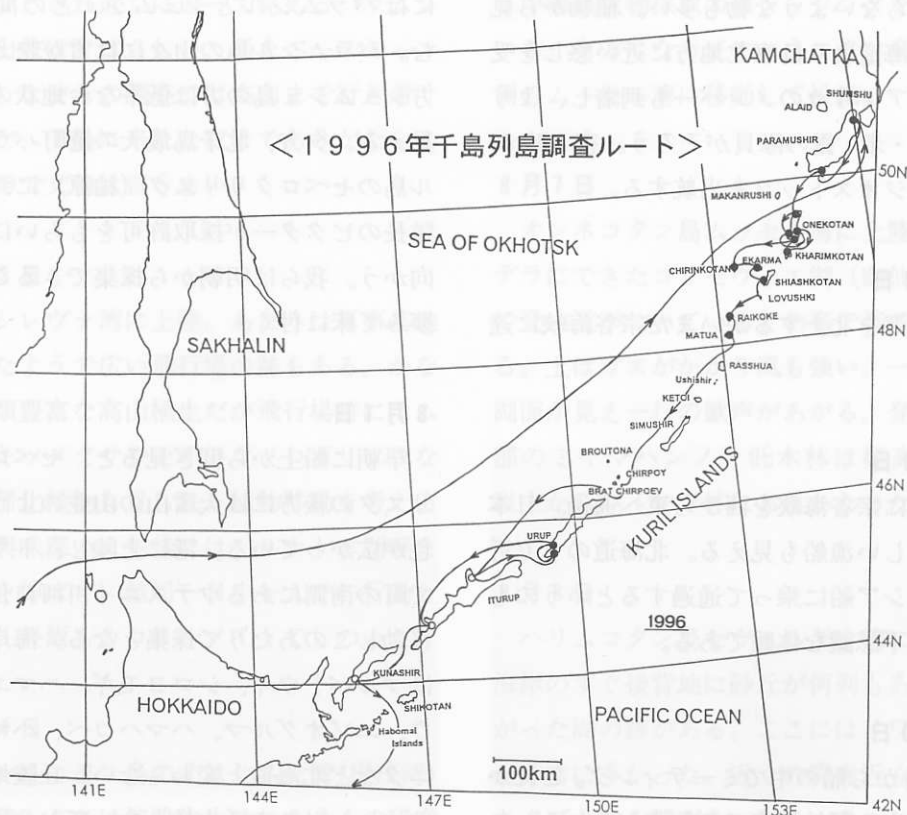 KAMCHATKA
SHUMSHU
ALAID
PARAMUSHIR
＜１９９６年千島列島調査ルート＞
50N
MAKANRUSHI
ONEKOTAN
SEA OF OKHOTSK
KHARIMKOTAN
EKARMA
CHIRINKOTAN
SHIASHKOTAN
LOVUSHKI
RAIKOKE
48N
SAKHALIN
MATUA
RASSHUA
Ushishir
KETOI
SIMUSHIR
BROUTONA
CHIRPOY
46N
BRAT CHIRPOEV
KURIL ISLANDS
URUP
ITURUP
1996
44N
KUNASHIR
HOKKAIDO
SHIKOTAN
PACIFIC OCEAN
Habomai
Islands
100km
141E
144E
147E
150E
153E
42N